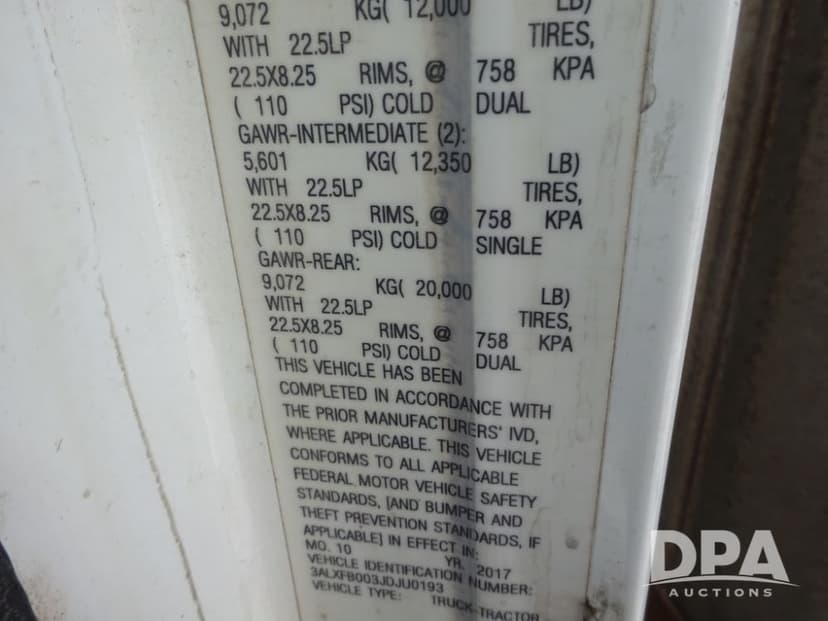 9,072 KG( 12,000 LB)
WITH 22.5LP TIRES,
22.5X8.25 RIMS, @ 758 KPA
( 110 PSI) COLD DUAL
GAWR-INTERMEDIATE (2):
5,601 KG( 12,350 LB)
WITH 22.5LP TIRES,
22.5X8.25 RIMS, @ 758 KPA
( 110 PSI) COLD SINGLE
GAWR-REAR:
9,072 KG( 20,000 LB)
WITH 22.5LP TIRES,
22.5X8.25 RIMS, @ 758 KPA
( 110 PSI) COLD DUAL
THIS VEHICLE HAS BEEN
COMPLETED IN ACCORDANCE WITH
THE PRIOR MANUFACTURERS' IVD,
WHERE APPLICABLE. THIS VEHICLE
CONFORMS TO ALL APPLICABLE
FEDERAL MOTOR VEHICLE SAFETY
STANDARDS, [AND BUMPER AND
THEFT PREVENTION STANDARDS, IF
APPLICABLE] IN EFFECT IN:
MO. 10 YR. 2017
VEHICLE IDENTIFICATION NUMBER:
3ALXFB003JDJU0193
VEHICLE TYPE: TRUCK-TRACTOR
DPA
AUCTIONS